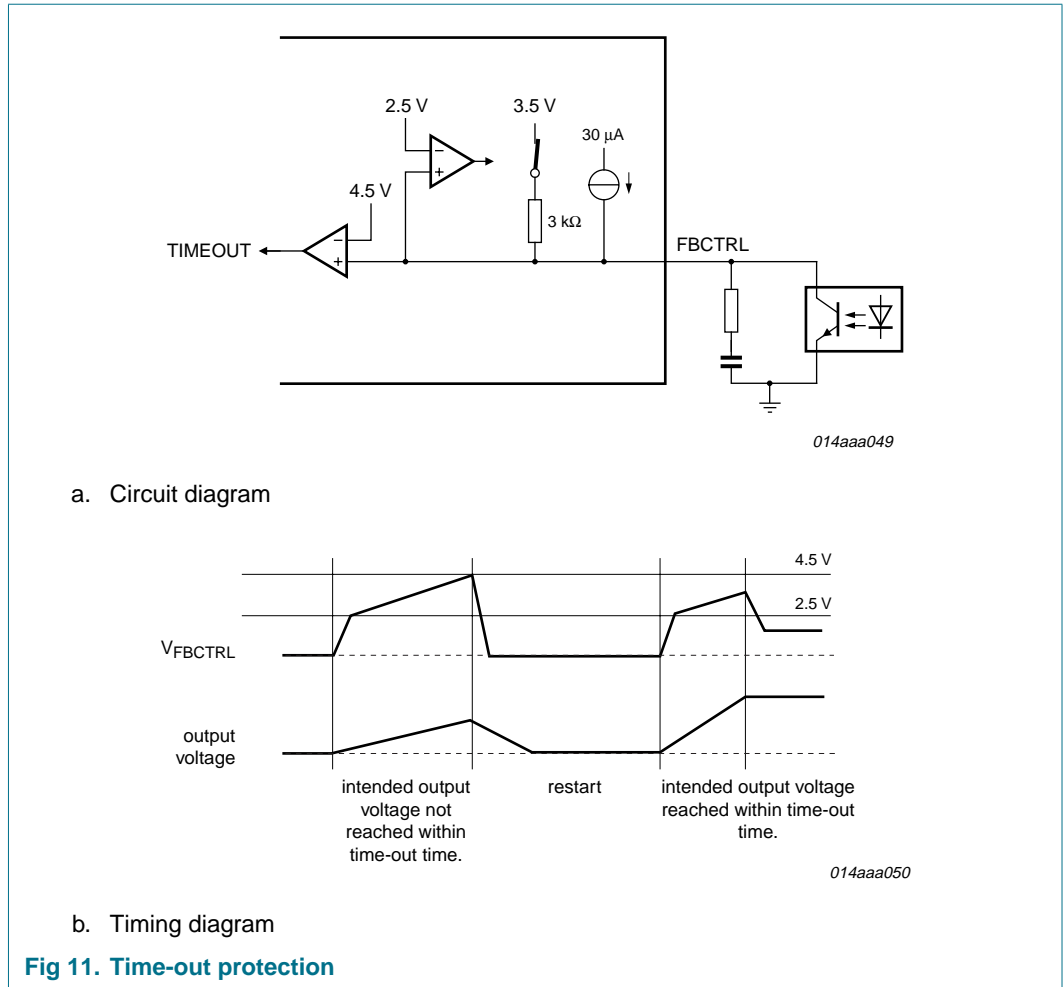 2.5 V
3.5 V
30 μA
−
+
4.5 V
3 kΩ
TIMEOUT
−
+
FBCTRL
014aaa049
a. Circuit diagram
4.5 V
2.5 V
VFBCTRL
output
voltage
intended output
voltage not
reached within
time-out time.
restart
intended output voltage
reached within time-out
time.
014aaa050
b. Timing diagram
Fig 11. Time-out protection